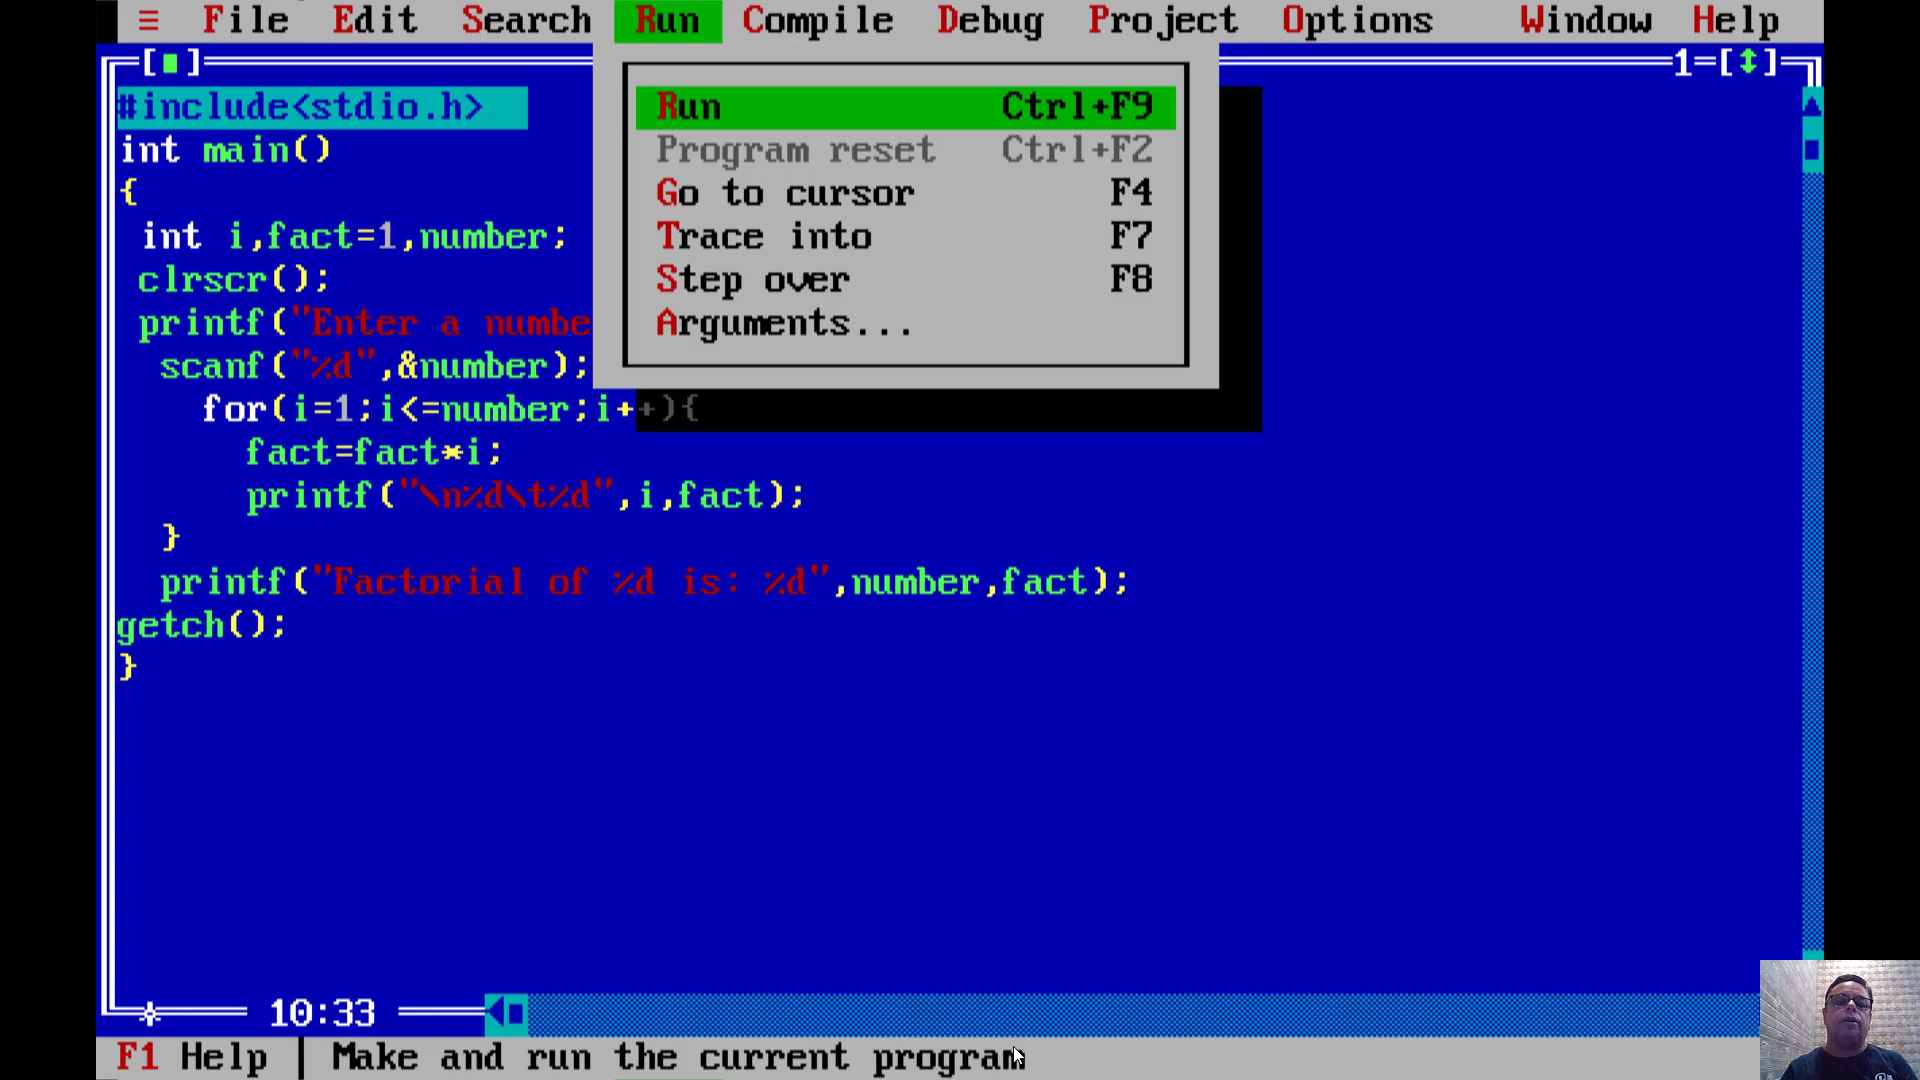 ≡ File Edit Search Run Compile Debug Project Options Window Help
[■] 1=[↕]
Run Ctrl+F9
Program reset Ctrl+F2
Go to cursor F4
Trace into F7
Step over F8
Arguments...
#include<stdio.h>
int main()
{
int i,fact=1,number;
clrscr();
printf("Enter a numbe
scanf("%d",&number);
for(i=1;i<=number;i++){
fact=fact*i;
printf("\n%d\t%d",i,fact);
}
printf("Factorial of %d is: %d",number,fact);
getch();
}
10:33
F1 Help | Make and run the current program